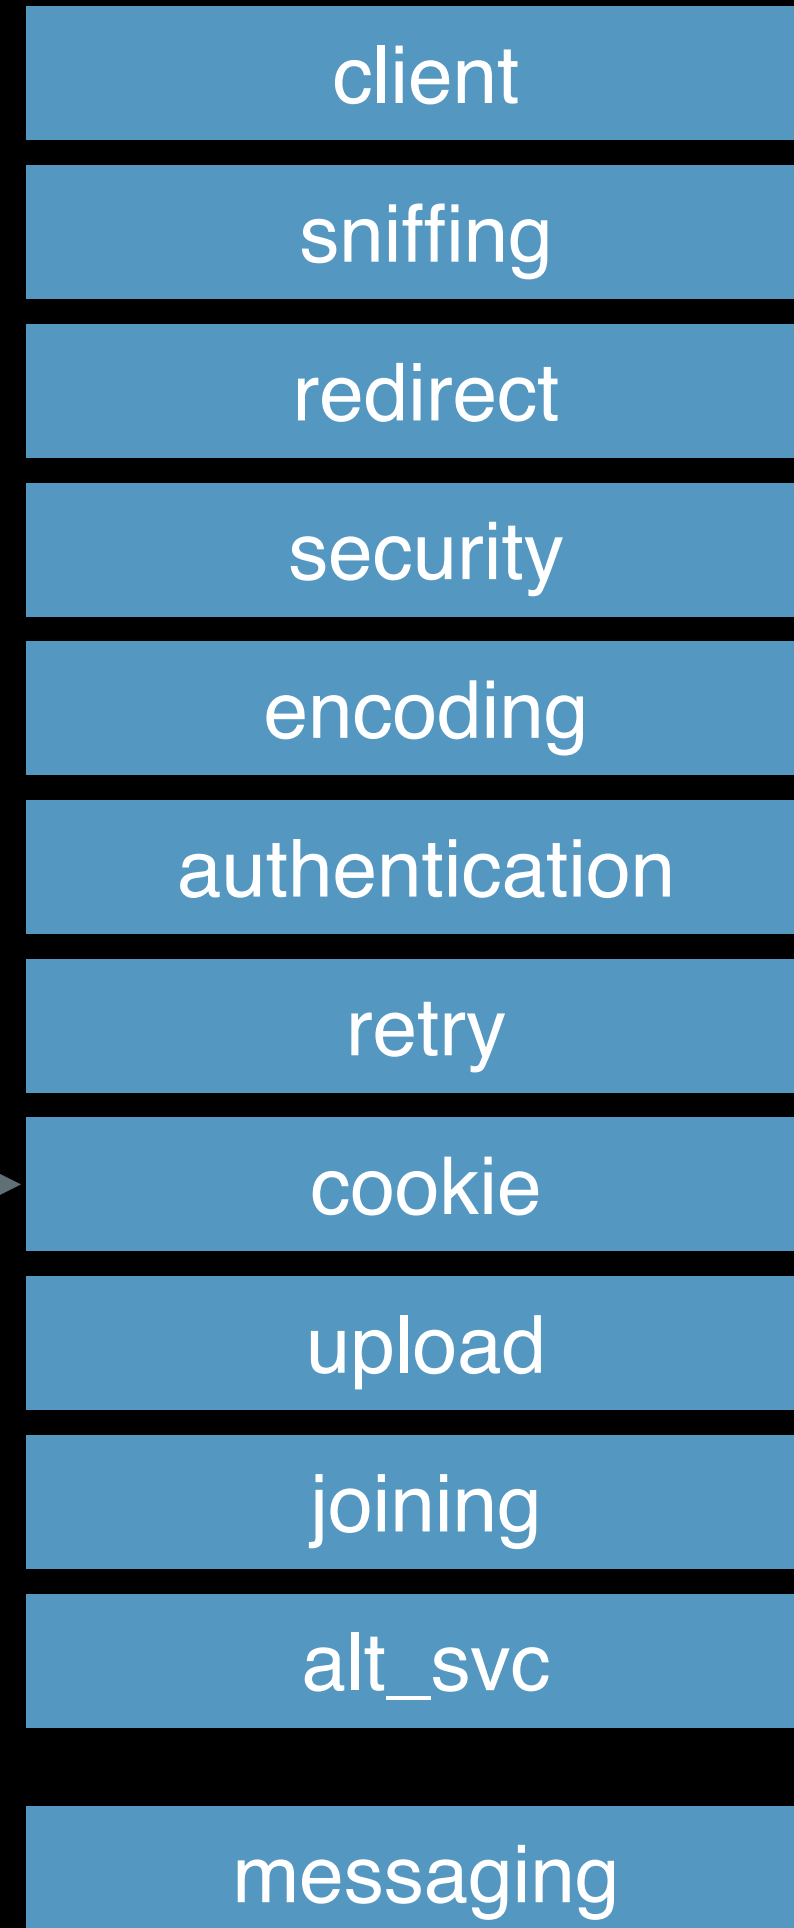 client
sniffing
redirect
security
encoding
authentication
retry
cookie
upload
joining
alt_svc
messaging